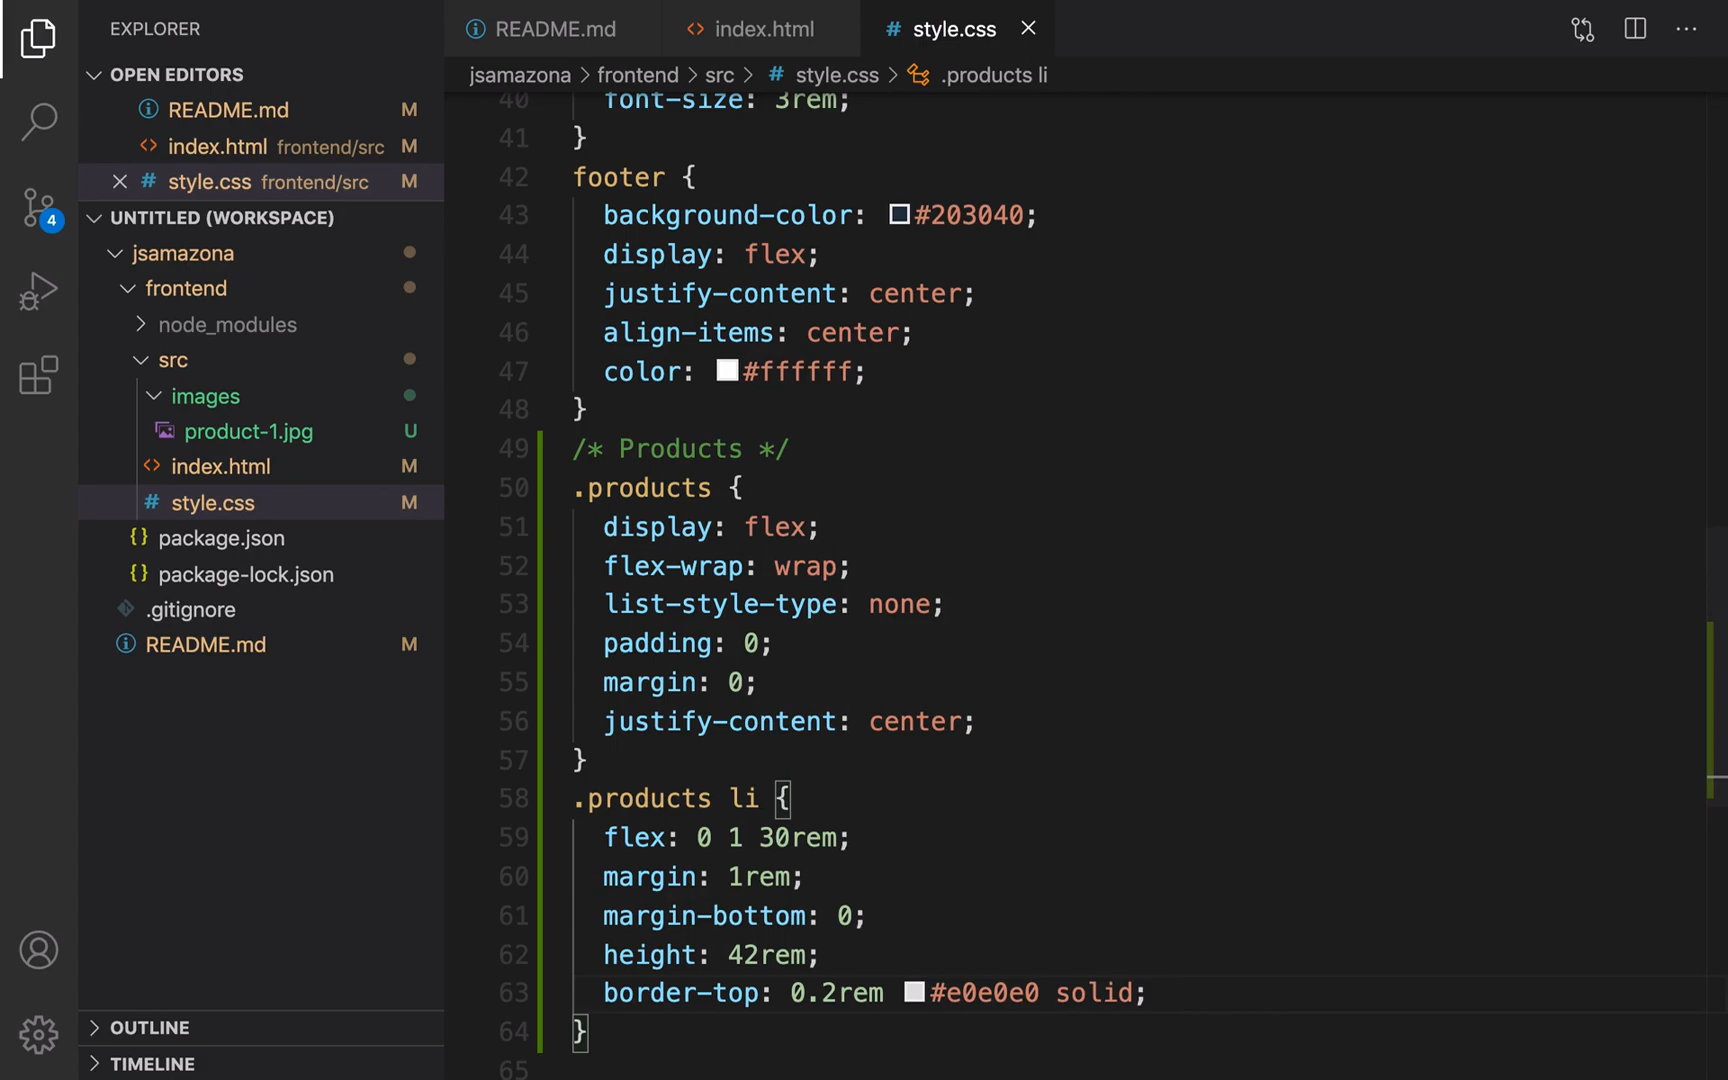 EXPLORER
OPEN EDITORS
README.md M
index.html frontend/src M
style.css frontend/src M
4
UNTITLED (WORKSPACE)
jsamazona
frontend
node_modules
src
images
product-1.jpg U
index.html M
# style.css M
{} package.json
{} package-lock.json
.gitignore
README.md M
OUTLINE
TIMELINE
README.md
<> index.html
# style.css
jsamazona > frontend > src > # style.css > .products li
40 font-size: 3rem;
41 }
42 footer {
43 background-color: #203040;
44 display: flex;
45 justify-content: center;
46 align-items: center;
47 color: #ffffff;
48 }
49 /* Products */
50 .products {
51 display: flex;
52 flex-wrap: wrap;
53 list-style-type: none;
54 padding: 0;
55 margin: 0;
56 justify-content: center;
57 }
58 .products li {
59 flex: 0 1 30rem;
60 margin: 1rem;
61 margin-bottom: 0;
62 height: 42rem;
63 border-top: 0.2rem #e0e0e0 solid;
64 }
65